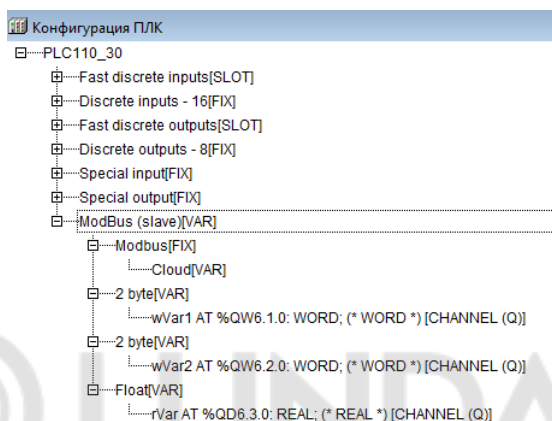 Конфигурация ПЛК
PLC110_30
Fast discrete inputs[SLOT]
Discrete inputs - 16[FIX]
Fast discrete outputs[SLOT]
Discrete outputs - 8[FIX]
Special input[FIX]
Special output[FIX]
ModBus (slave)[VAR]
Modbus[FIX]
Cloud[VAR]
2 byte[VAR]
wVar1 AT %QW6.1.0: WORD; (* WORD *) [CHANNEL (Q)]
2 byte[VAR]
wVar2 AT %QW6.2.0: WORD; (* WORD *) [CHANNEL (Q)]
Float[VAR]
rVar AT %QD6.3.0: REAL; (* REAL *) [CHANNEL (Q)]